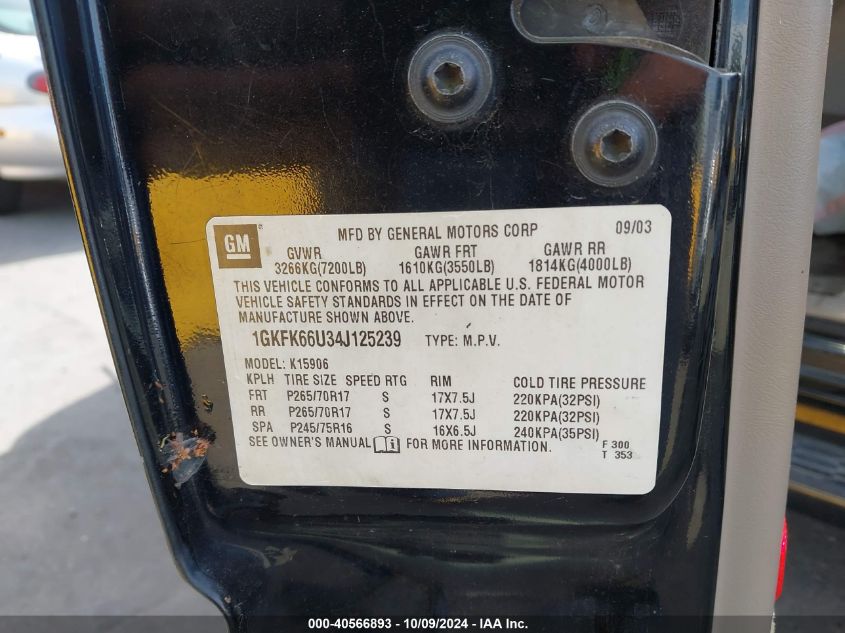 MFD BY GENERAL MOTORS CORP 09/03
GM
GVWR GAWR FRT GAWR RR
3266KG(7200LB) 1610KG(3550LB) 1814KG(4000LB)
THIS VEHICLE CONFORMS TO ALL APPLICABLE U.S. FEDERAL MOTOR
VEHICLE SAFETY STANDARDS IN EFFECT ON THE DATE OF
MANUFACTURE SHOWN ABOVE.
1GKFK66U34J125239 TYPE: M.P.V.
MODEL: K15906
KPLH TIRE SIZE SPEED RTG RIM COLD TIRE PRESSURE
FRT P265/70R17 S 17X7.5J 220KPA(32PSI)
RR P265/70R17 S 17X7.5J 220KPA(32PSI)
SPA P245/75R16 S 16X6.5J 240KPA(35PSI)
SEE OWNER'S MANUAL FOR MORE INFORMATION.
F 300
T 353
000-40566893 - 10/09/2024 - IAA Inc.